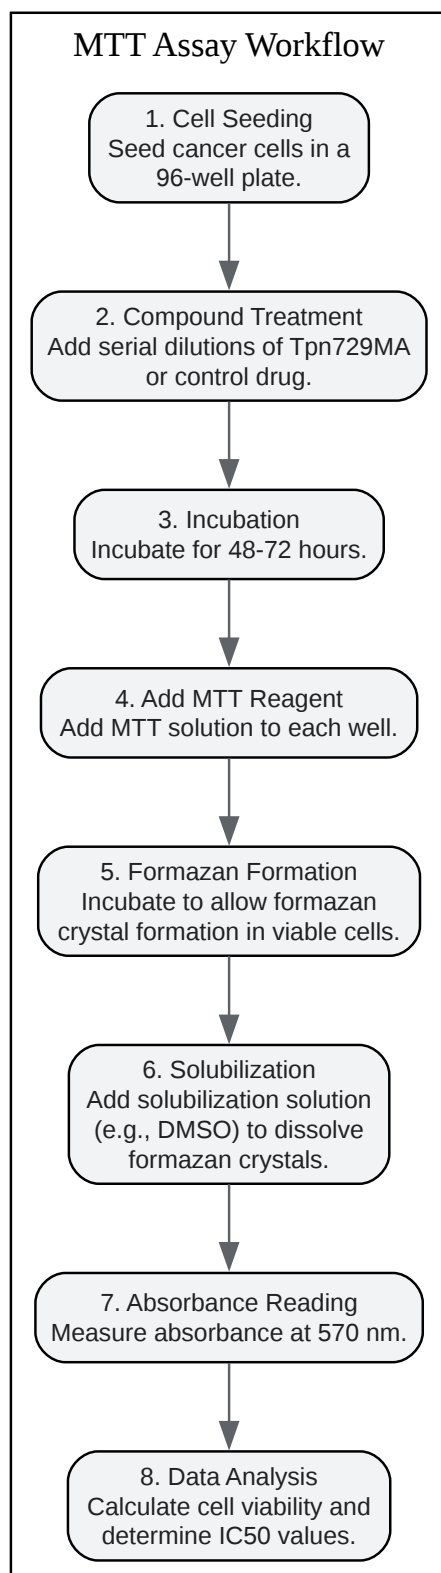 MTT Assay Workflow
1. Cell Seeding
Seed cancer cells in a
96-well plate.
2. Compound Treatment
Add serial dilutions of Tpn729MA
or control drug.
3. Incubation
Incubate for 48-72 hours.
4. Add MTT Reagent
Add MTT solution to each well.
5. Formazan Formation
Incubate to allow formazan
crystal formation in viable cells.
6. Solubilization
Add solubilization solution
(e.g., DMSO) to dissolve
formazan crystals.
7. Absorbance Reading
Measure absorbance at 570 nm.
8. Data Analysis
Calculate cell viability and
determine IC50 values.